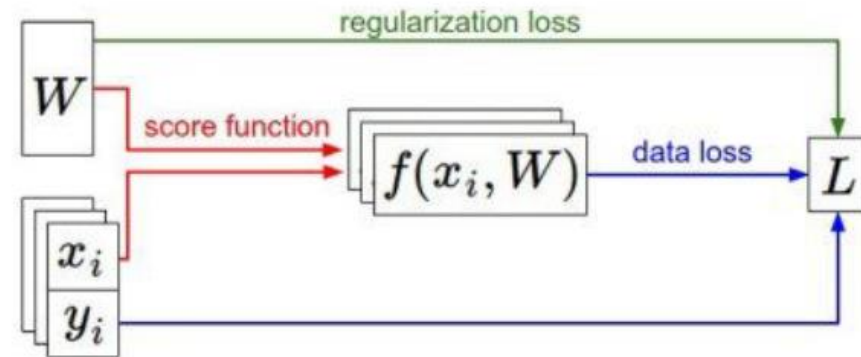 regularization loss
W
score function
f(x_i, W)
data loss
L
x_i
y_i